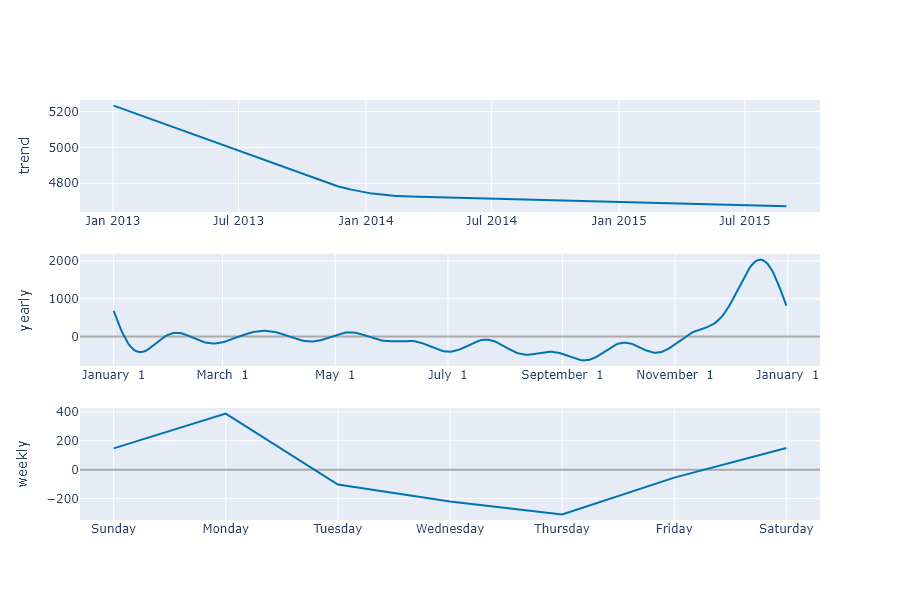 trend
5200
5000
4800
Jan 2013 Jul 2013 Jan 2014 Jul 2014 Jan 2015 Jul 2015
yearly
2000
1000
0
January 1 March 1 May 1 July 1 September 1 November 1 January 1
weekly
400
200
0
−200
Sunday Monday Tuesday Wednesday Thursday Friday Saturday